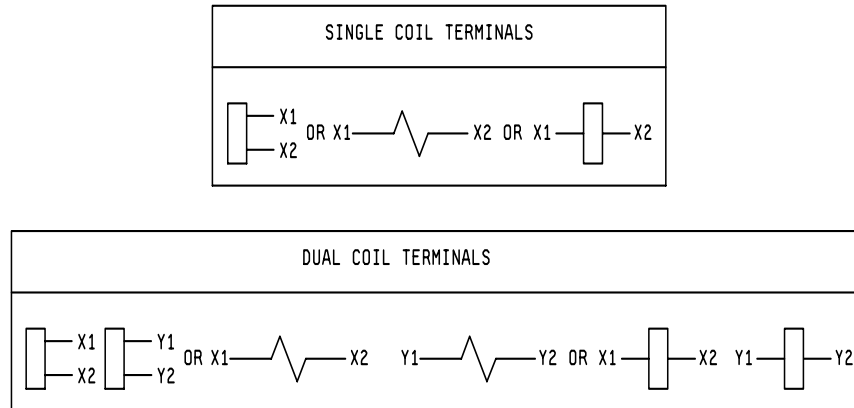 SINGLE COIL TERMINALS
X1
X2
OR X1 X2 OR X1 X2
DUAL COIL TERMINALS
X1 Y1
X2 Y2
OR X1 X2 Y1 Y2 OR X1 X2 Y1 Y2